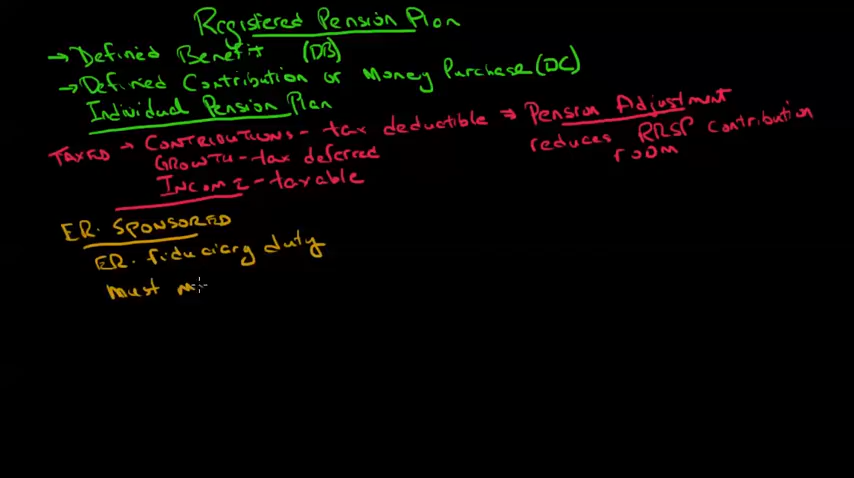 Registered Pension Plan
→ Defined Benefit (DB)
→ Defined Contribution or Money Purchase (DC)
Individual Pension Plan
TAXED → CONTRIBUTIONS - tax deductible → Pension Adjustment
reduces RRSP contribution room
GROWTH - tax deferred
INCOME - taxable
ER. SPONSORED
ER. fiduciary duty
must m